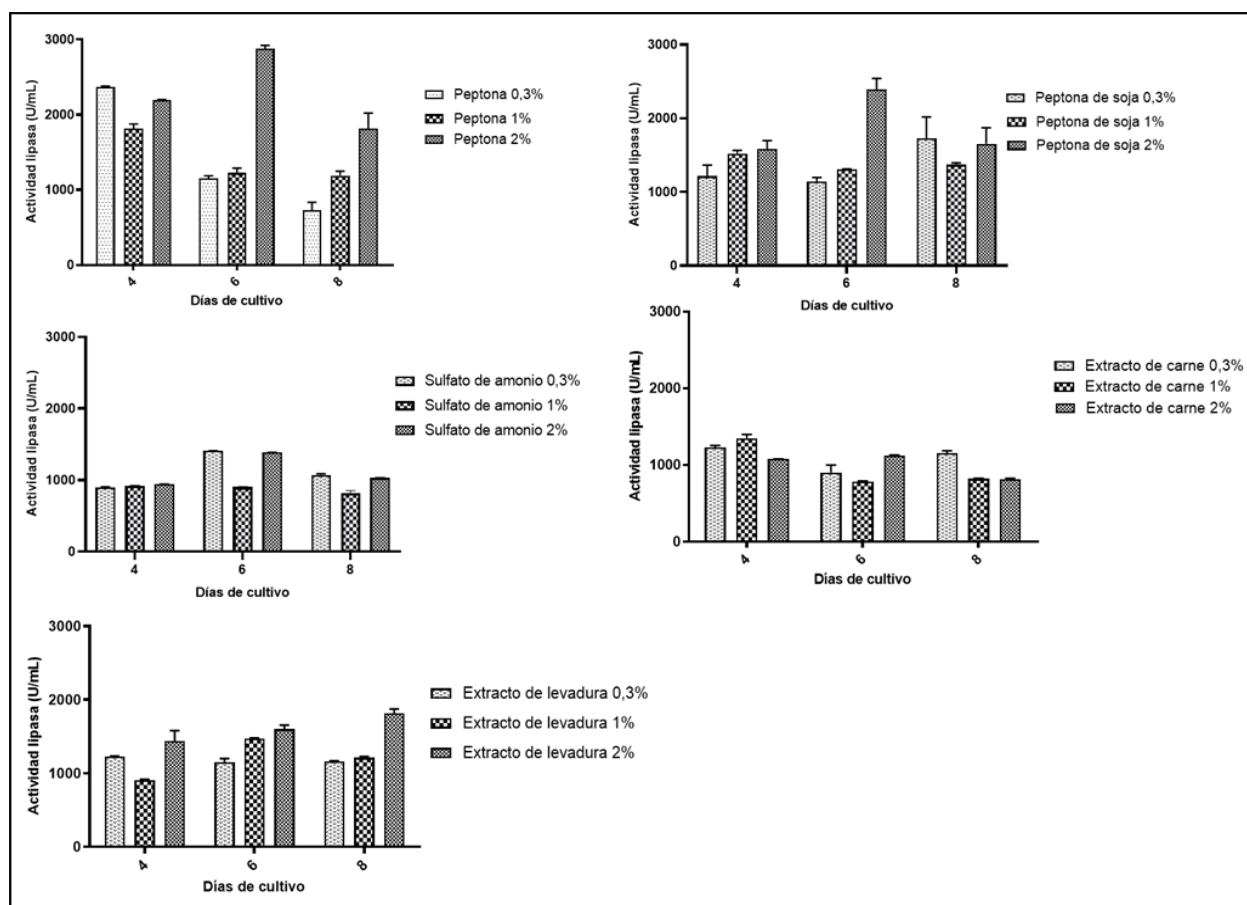 Actividad lipasa (U/mL)
3000
2000
1000
0
4
6
8
Días de cultivo
Peptona 0,3%
Peptona 1%
Peptona 2%
Actividad lipasa (U/mL)
3000
2000
1000
0
4
6
8
Días de cultivo
Peptona de soja 0,3%
Peptona de soja 1%
Peptona de soja 2%
Actividad lipasa (U/mL)
3000
2000
1000
0
4
6
8
Días de cultivo
Sulfato de amonio 0,3%
Sulfato de amonio 1%
Sulfato de amonio 2%
Actividad lipasa (U/mL)
3000
2000
1000
0
4
6
8
Días de cultivo
Extracto de carne 0,3%
Extracto de carne 1%
Extracto de carne 2%
Actividad lipasa (U/mL)
3000
2000
1000
0
4
6
8
Días de cultivo
Extracto de levadura 0,3%
Extracto de levadura 1%
Extracto de levadura 2%